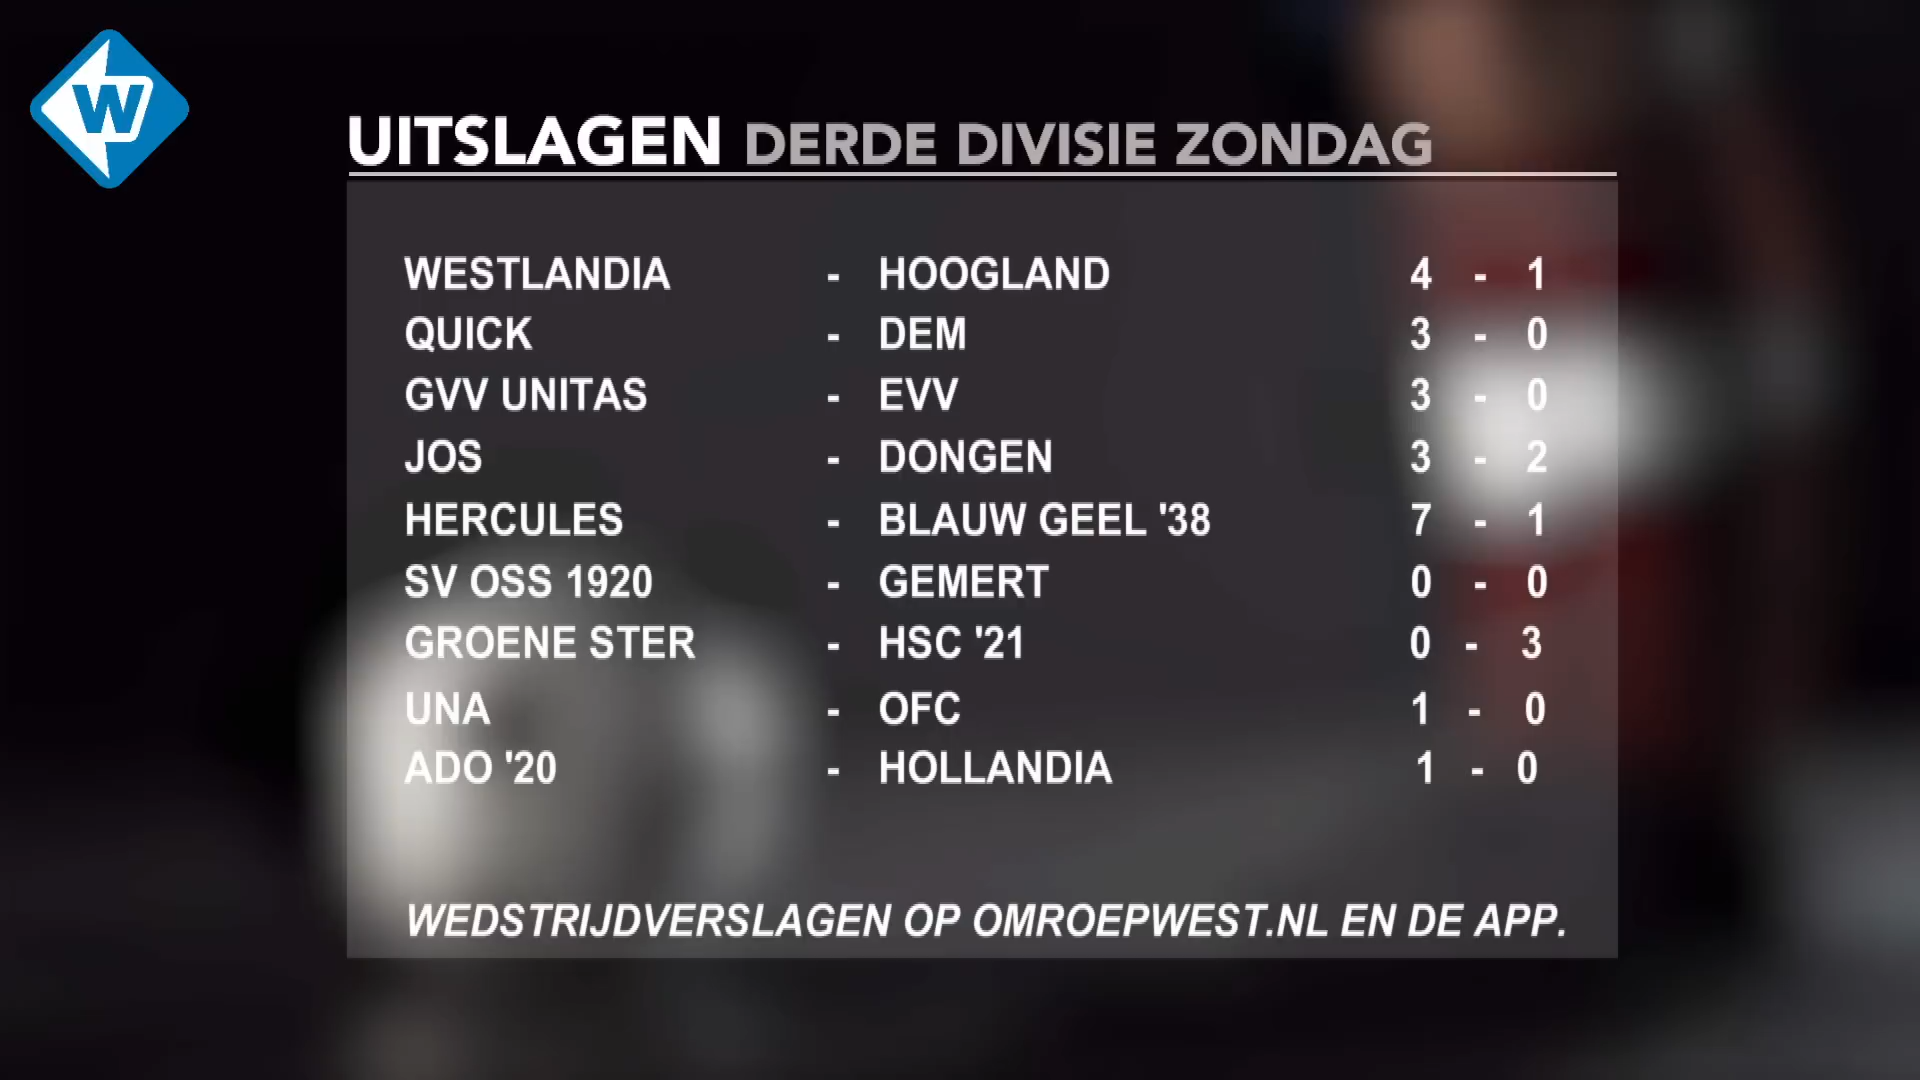 W
UITSLAGEN DERDE DIVISIE ZONDAG
WESTLANDIA - HOOGLAND 4 - 1
QUICK - DEM 3 - 0
GVV UNITAS - EVV 3 - 0
JOS - DONGEN 3 - 2
HERCULES - BLAUW GEEL '38 7 - 1
SV OSS 1920 - GEMERT 0 - 0
GROENE STER - HSC '21 0 - 3
UNA - OFC 1 - 0
ADO '20 - HOLLANDIA 1 - 0
WEDSTRIJDVERSLAGEN OP OMROEPWEST.NL EN DE APP.